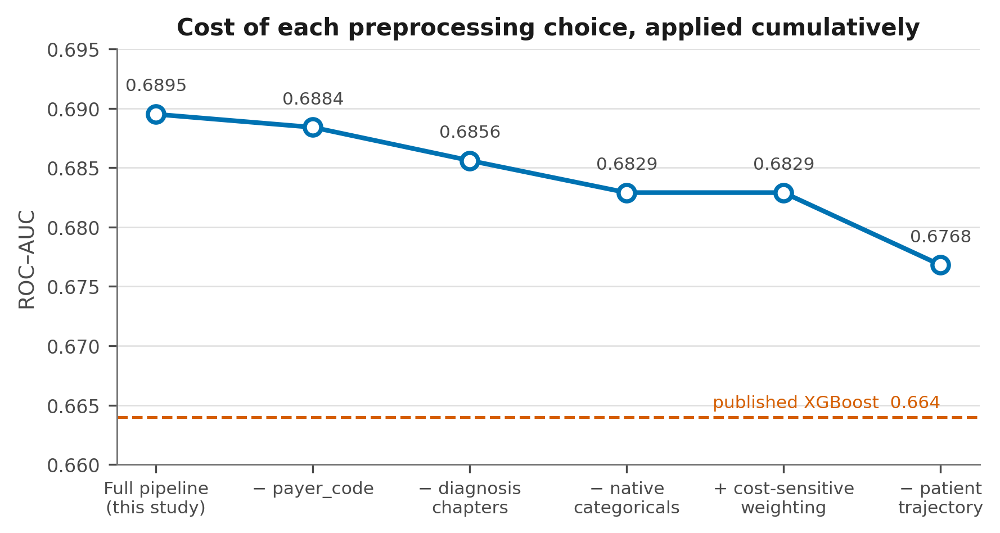 Cost of each preprocessing choice, applied cumulatively
ROC–AUC
0.695
0.690
0.685
0.680
0.675
0.670
0.665
0.660
0.6895
0.6884
0.6856
0.6829
0.6829
0.6768
published XGBoost 0.664
Full pipeline
(this study)
− payer_code
− diagnosis
chapters
− native
categoricals
+ cost-sensitive
weighting
− patient
trajectory